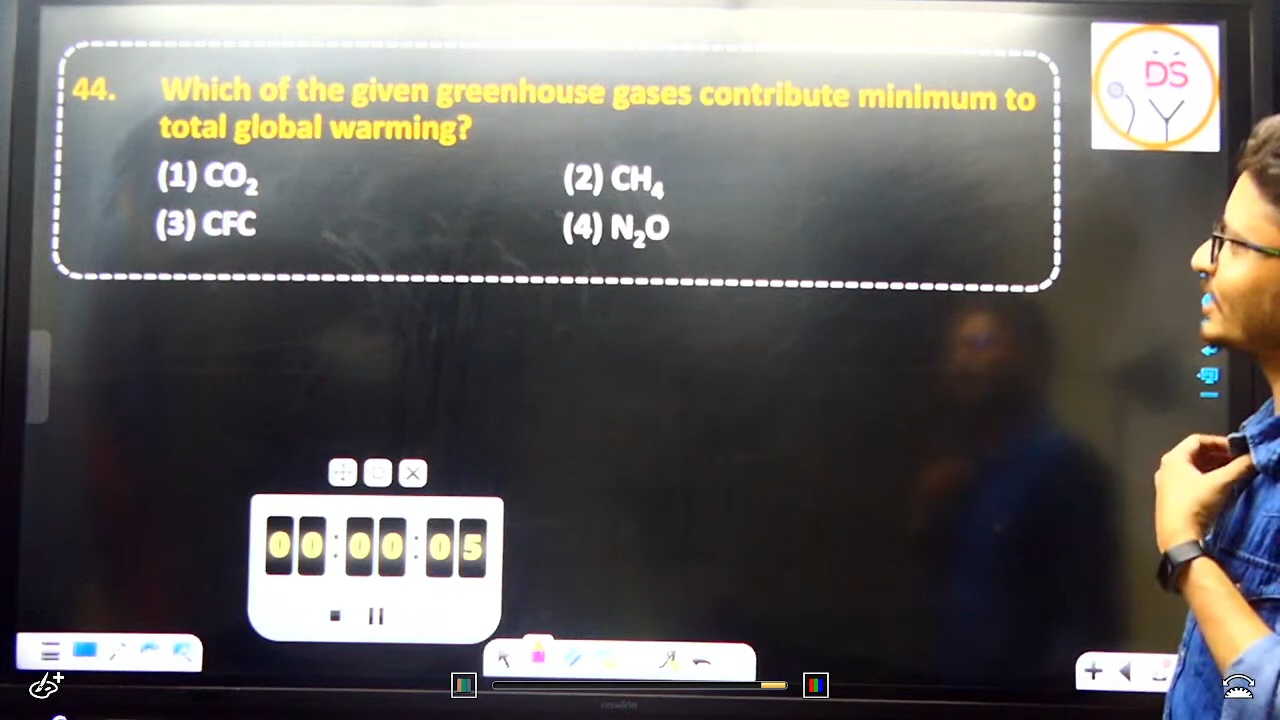 DS
44. Which of the given greenhouse gases contribute minimum to
total global warming?
(1) CO₂ (2) CH₄
(3) CFC (4) N₂O
00:00:05